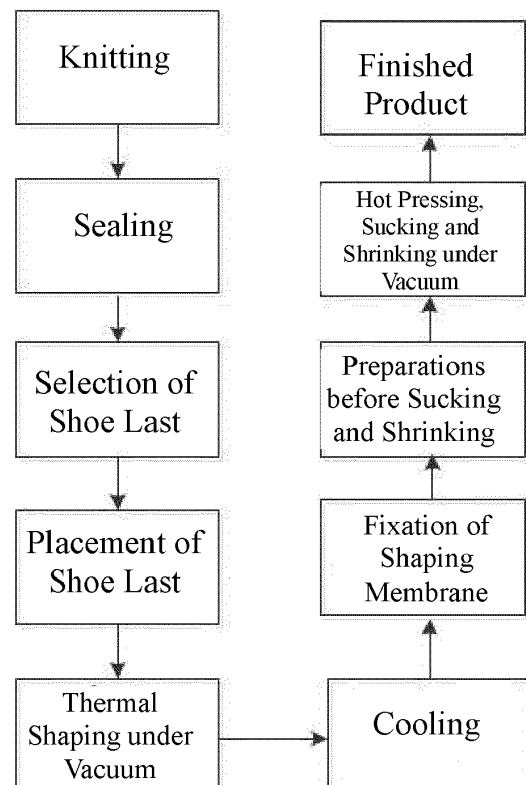 Knitting
Sealing
Selection of
Shoe Last
Placement of
Shoe Last
Thermal
Shaping under
Vacuum
Cooling
Fixation of
Shaping
Membrane
Preparations
before Sucking
and Shrinking
Hot Pressing,
Sucking and
Shrinking under
Vacuum
Finished
Product